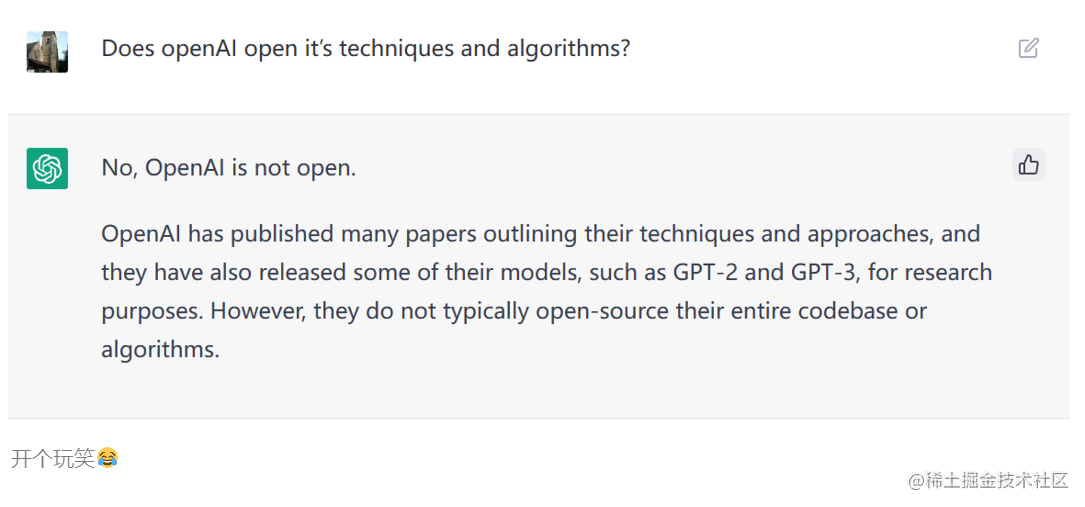 Does openAI open it‘s techniques and algorithms?
No, OpenAI is not open.
OpenAI has published many papers outlining their techniques and approaches, and
they have also released some of their models, such as GPT-2 and GPT-3, for research
purposes. However, they do not typically open-source their entire codebase or
algorithms.
开个玩笑😂
@稀土掘金技术社区